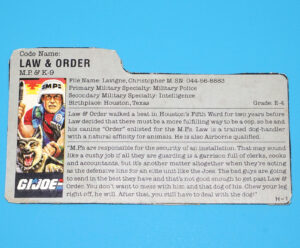 Code Name:
LAW & ORDER
M.P. & K-9
File Name: Lavigne, Christopher M. SN: 044-56-8883
Primary Military Specialty: Military Police
Secondary Military Specialty: Intelligence
Birthplace: Houston, Texas Grade: E-4
MP
Law & Order walked a beat in Houston's Fifth Ward for two years before
Law decided that there must be a more fulfilling way to be a cop, so he and
his canine "Order" enlisted for the M.P.s. Law is a trained dog-handler
with a natural affinity for animals. He is also Airborne qualified.
"M.P.s are responsible for the security of an installation. That may sound
like a cushy job if all they are guarding is a garrison full of clerks, cooks
and accountants, but it's another matter altogether when they're acting
as the defensive line for an elite unit like the Joes. The bad guys are going
to send in the best they have and that's not good enough to get past Law &
Order. You don't want to mess with him and that dog of his. Chew your leg
right off, he will. After that, you still have to deal with the dog!"
G.I. JOE